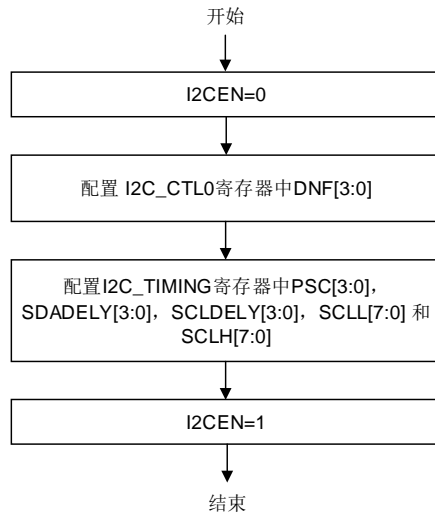 开始
I2CEN=0
配置 I2C_CTL0寄存器中DNF[3:0]
配置I2C_TIMING寄存器中PSC[3:0]，
SDADELY[3:0]，SCLDELY[3:0]，SCLL[7:0] 和
SCLH[7:0]
I2CEN=1
结束